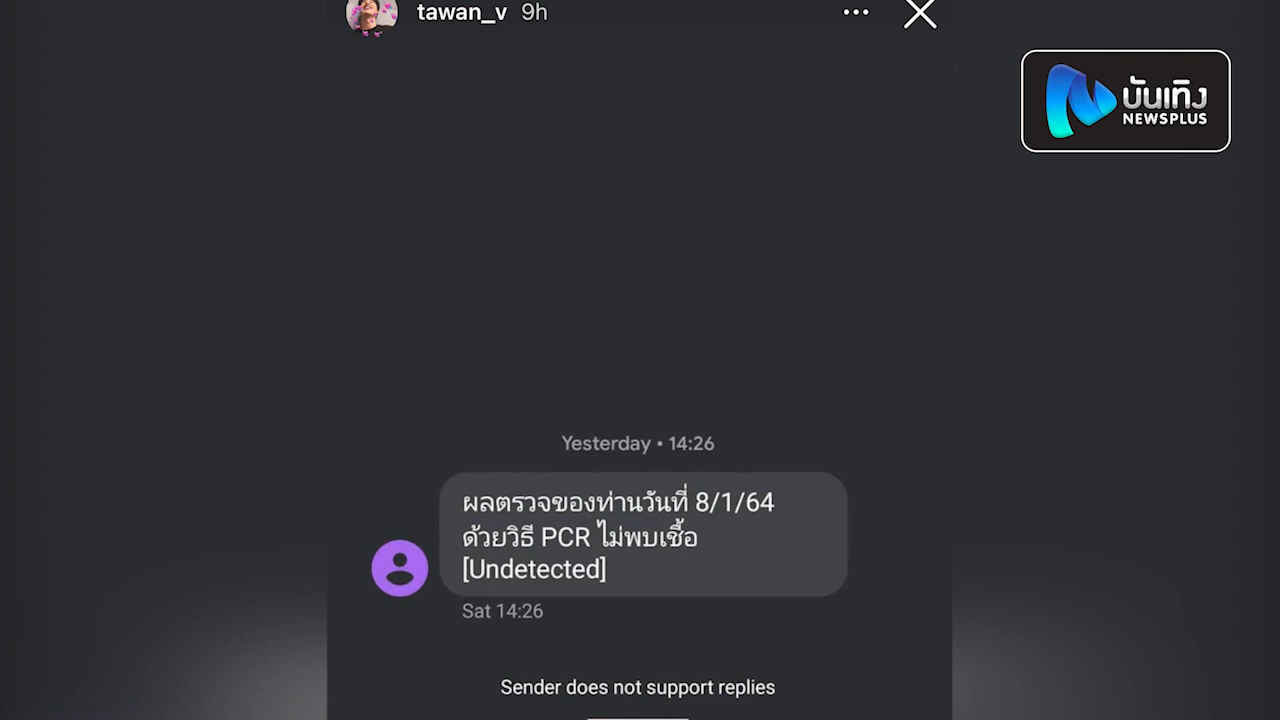 tawan_v 9h
บันเทิง
NEWSPLUS
Yesterday • 14:26
ผลตรวจของท่านวันที่ 8/1/64
ด้วยวิธี PCR ไม่พบเชื้อ
[Undetected]
Sat 14:26
Sender does not support replies